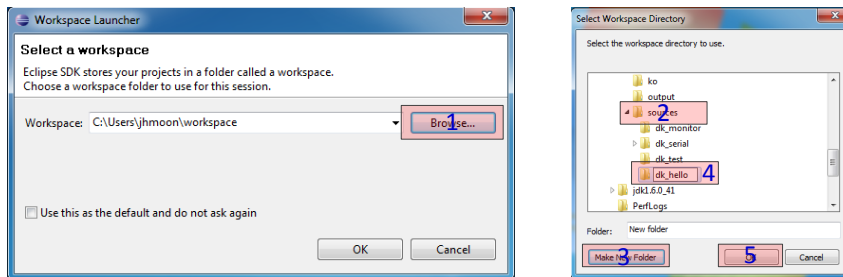 Workspace Launcher
Select a workspace
Eclipse SDK stores your projects in a folder called a workspace.
Choose a workspace folder to use for this session.
Workspace: C:\Users\jhmoon\workspace Browse... 1
Use this as the default and do not ask again
OK Cancel
Select Workspace Directory
Select the workspace directory to use.
ko
output
sources 2
dk_monitor
dk_serial
dk_test
dk_hello 4
jdk1.6.0_41
PerfLogs
Folder: New folder
Make New Folder 3 OK 5 Cancel